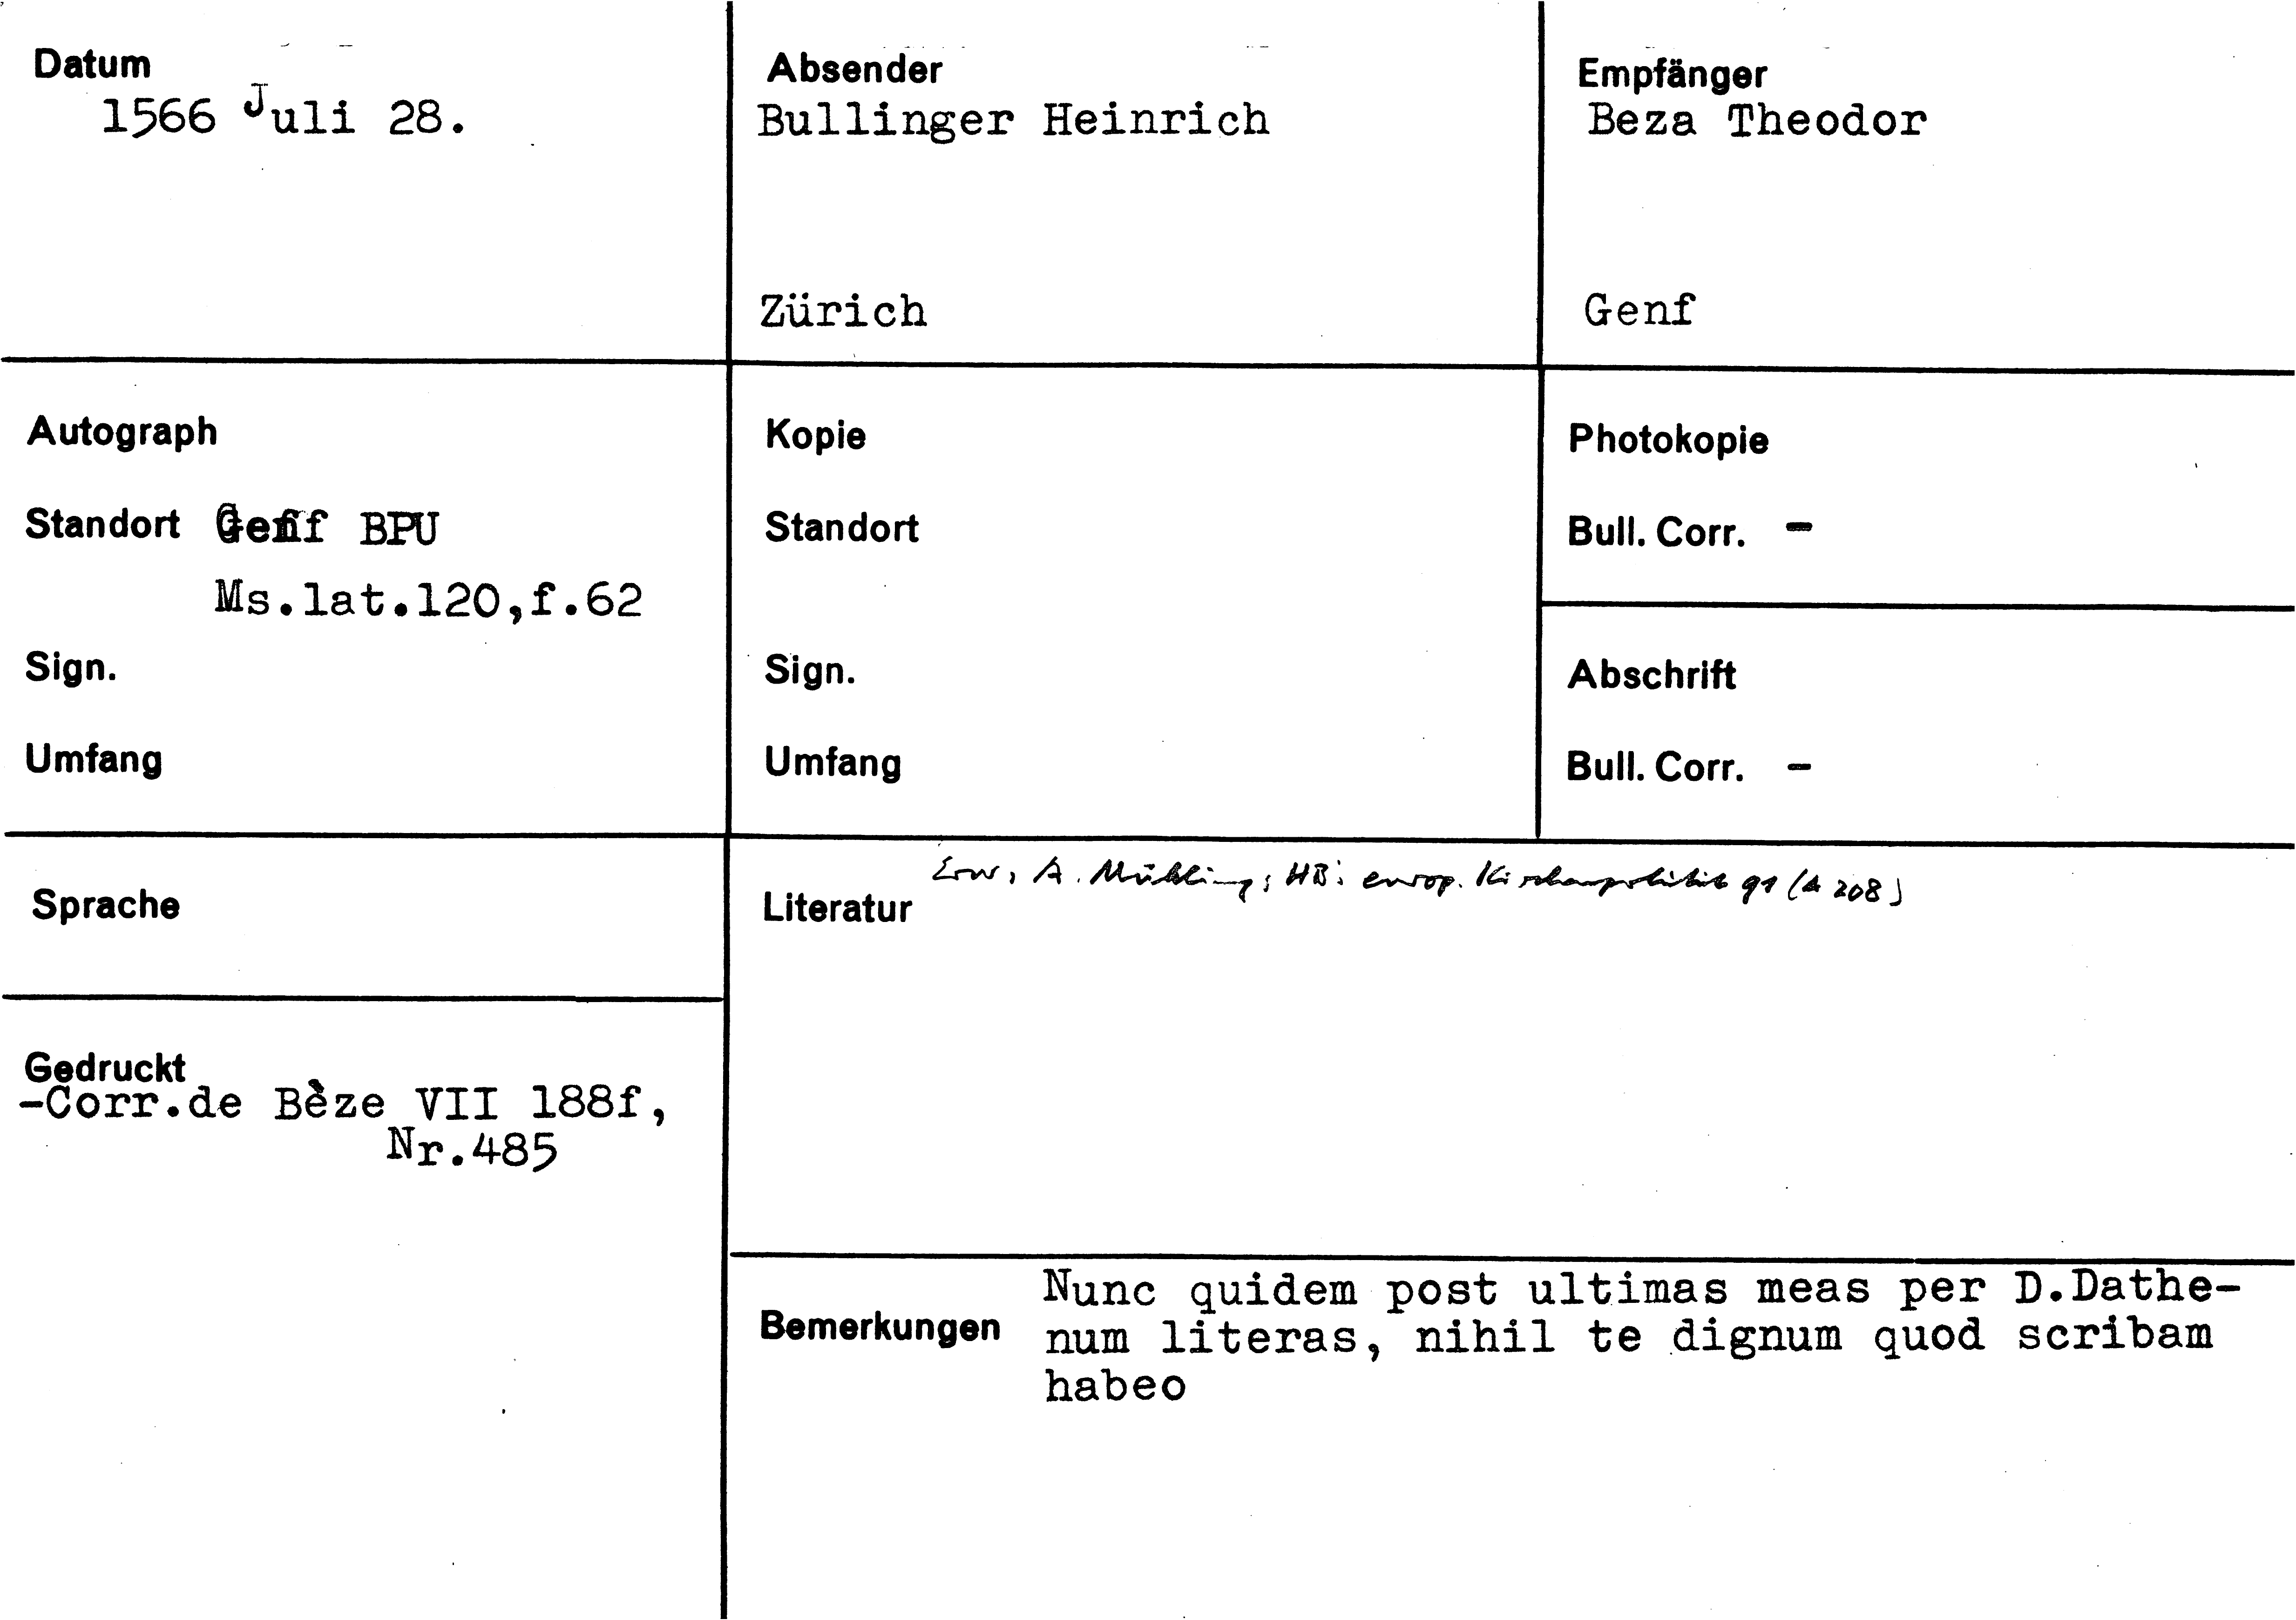 Datum
1566 Juli 28.
Absender
Bullinger Heinrich
Zürich
Empfänger
Beza Theodor
Genf
Autograph
Standort Genf BPU
Ms.lat.120,f.62
Sign.
Umfang
Kopie
Standort
Sign.
Umfang
Photokopie
Bull. Corr. -
Abschrift
Bull. Corr. -
Sprache
Gedruckt
-Corr.de Bèze VII 188f,
Nr.485
Erw. A. Mühling, HB: europ. Kirchenpolitik 91 (A 208)
Literatur
Bemerkungen
Nunc quidem post ultimas meas per D.Dathe-
num literas, nihil te dignum quod scribam
habeo